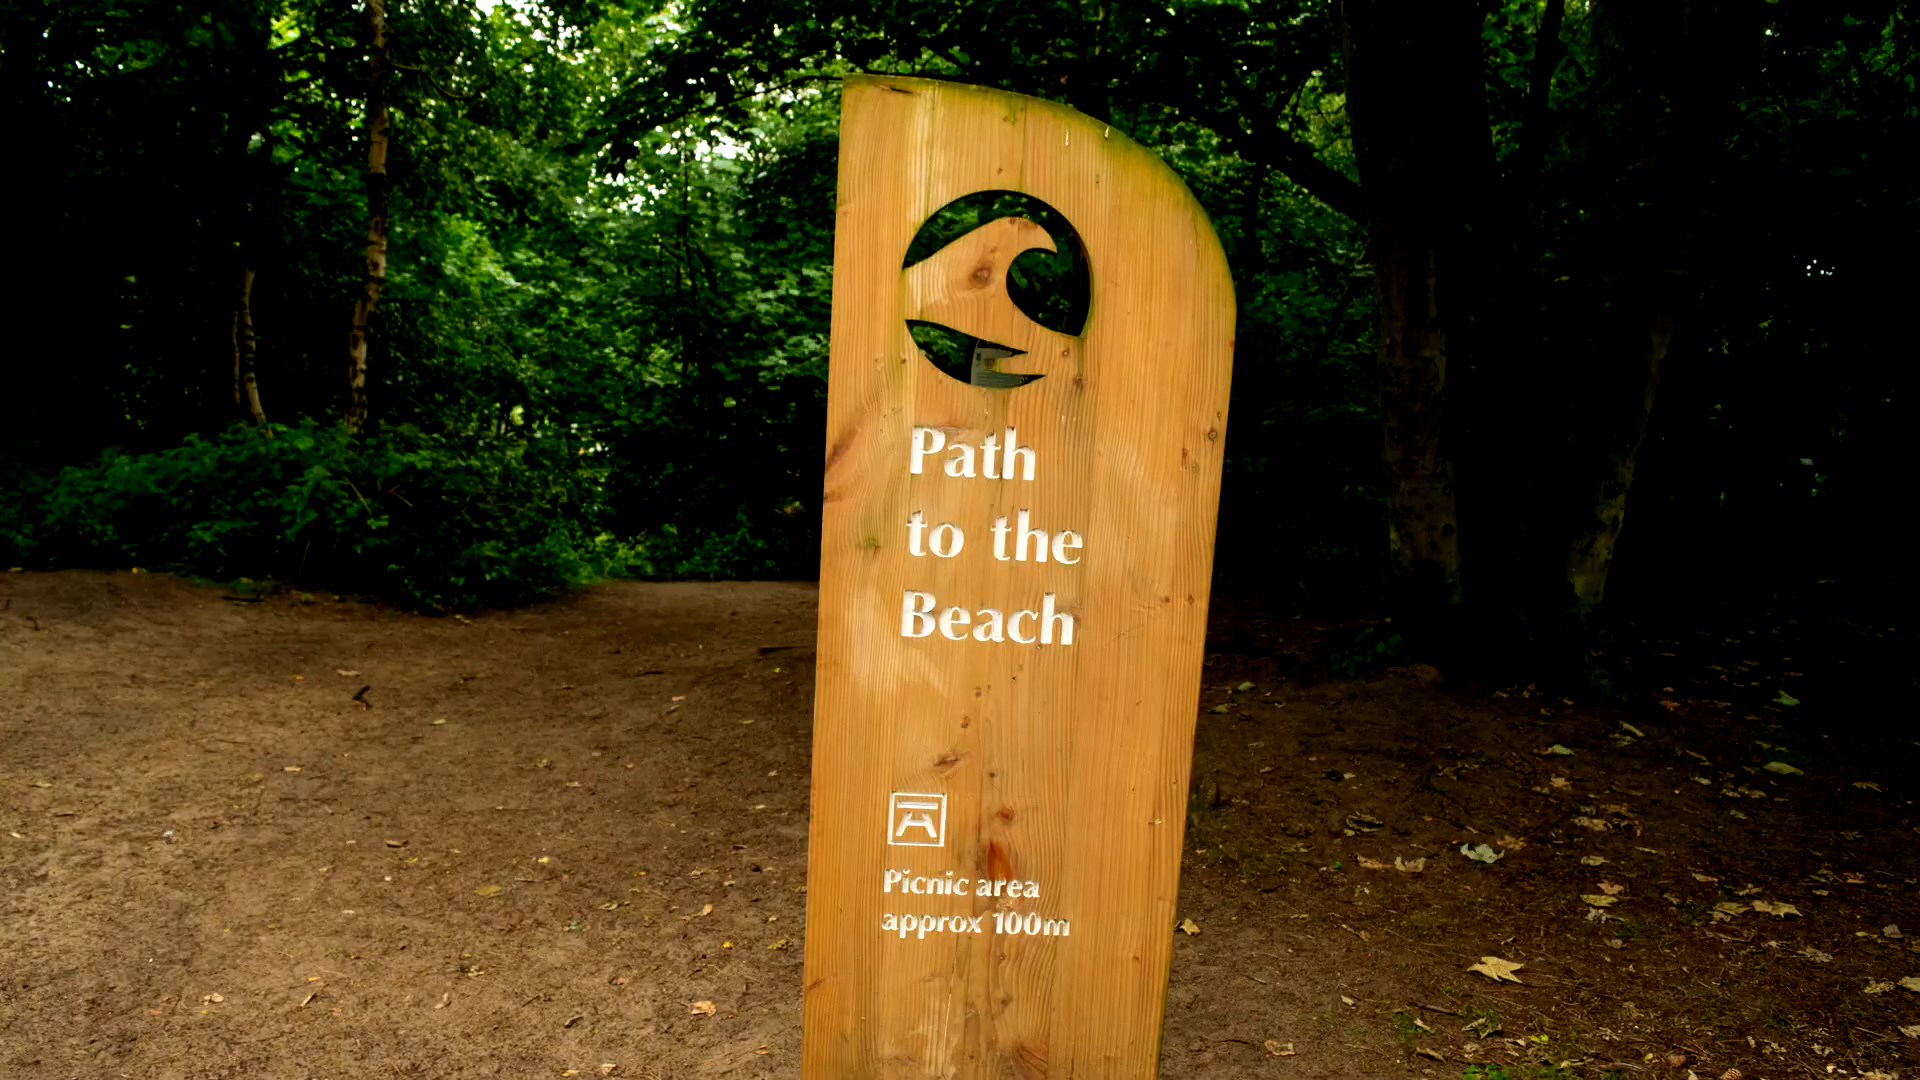 Path
to the
Beach
Picnic area
approx 100m